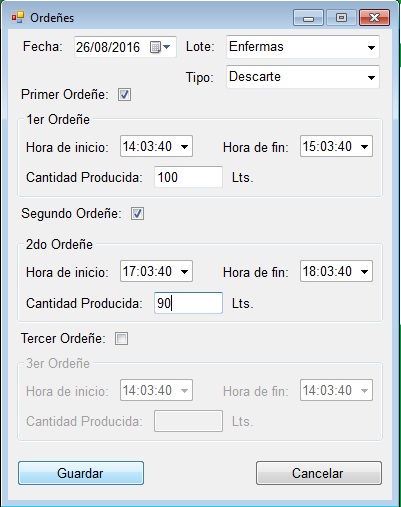 Ordeñes
Fecha: 26/08/2016 Lote: Enfermas
Tipo: Descarte
Primer Ordeñe:
1er Ordeñe
Hora de inicio: 14:03:40 Hora de fin: 15:03:40
Cantidad Producida: 100 Lts.
Segundo Ordeñe:
2do Ordeñe
Hora de inicio: 17:03:40 Hora de fin: 18:03:40
Cantidad Producida: 90 Lts.
Tercer Ordeñe:
3er Ordeñe
Hora de inicio: 14:03:40 Hora de fin: 14:03:40
Cantidad Producida: Lts.
Guardar Cancelar